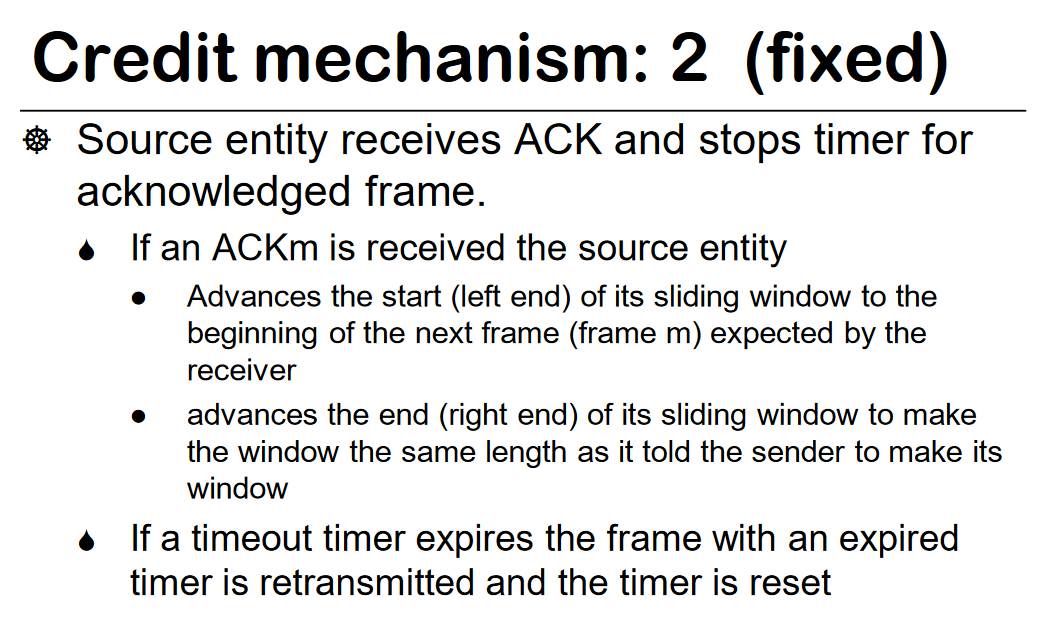 Credit mechanism: 2 (fixed)
Source entity receives ACK and stops timer for
acknowledged frame.
If an ACKm is received the source entity
Advances the start (left end) of its sliding window to the
beginning of the next frame (frame m) expected by the
receiver
advances the end (right end) of its sliding window to make
the window the same length as it told the sender to make its
window
If a timeout timer expires the frame with an expired
timer is retransmitted and the timer is reset